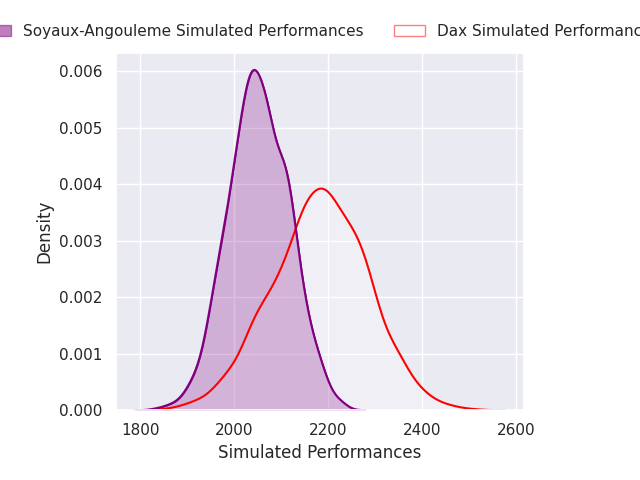 Soyaux-Angouleme Simulated Performances
Dax Simulated
0.006
0.005
0.004
0.003
0.002
0.001
0.000
Density
1800 2000 2200 2400 2600
Simulated Performances